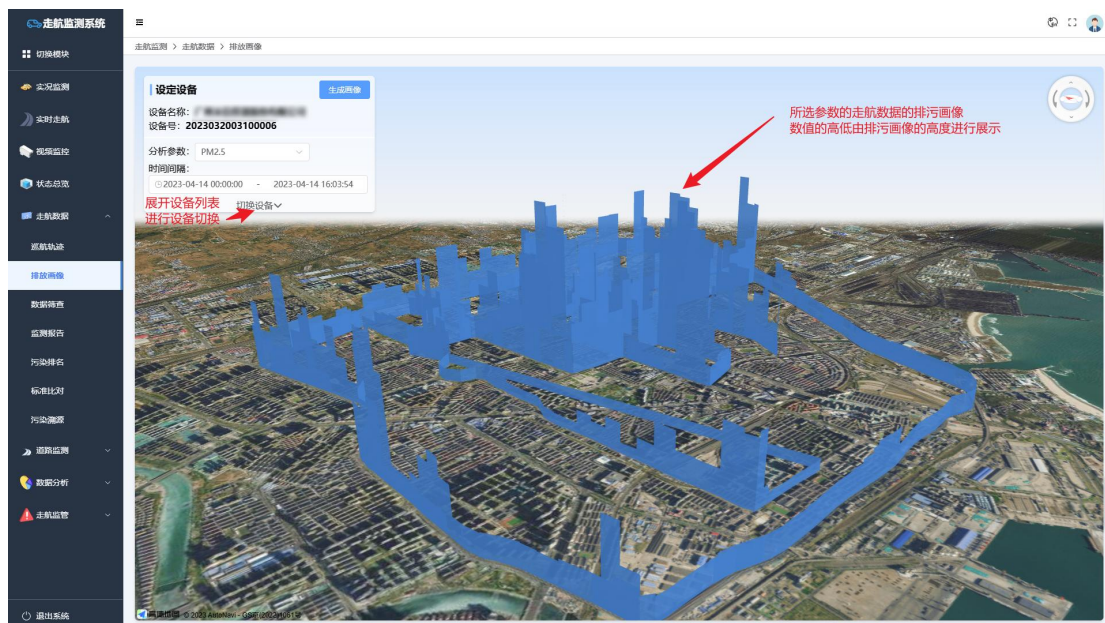 走航监测系统
走航监测 > 走航数据 > 排放画像
切换模块
实况监测
实时走航
视频监控
状态总览
走航数据
巡航轨迹
排放画像
数据筛查
监测报告
污染排名
标准比对
污染溯源
道路监测
数据分析
走航监管
退出系统
设定设备
生成画像
设备名称:
设备号: 2023032003100006
分析参数: PM2.5
时间间隔:
2023-04-14 00:00:00 - 2023-04-14 16:03:54
切换设备
展开设备列表
进行设备切换
所选参数的走航数据的排污画像
数值的高低由排污画像的高度进行展示
高德地图 © 2023 AutoNavi